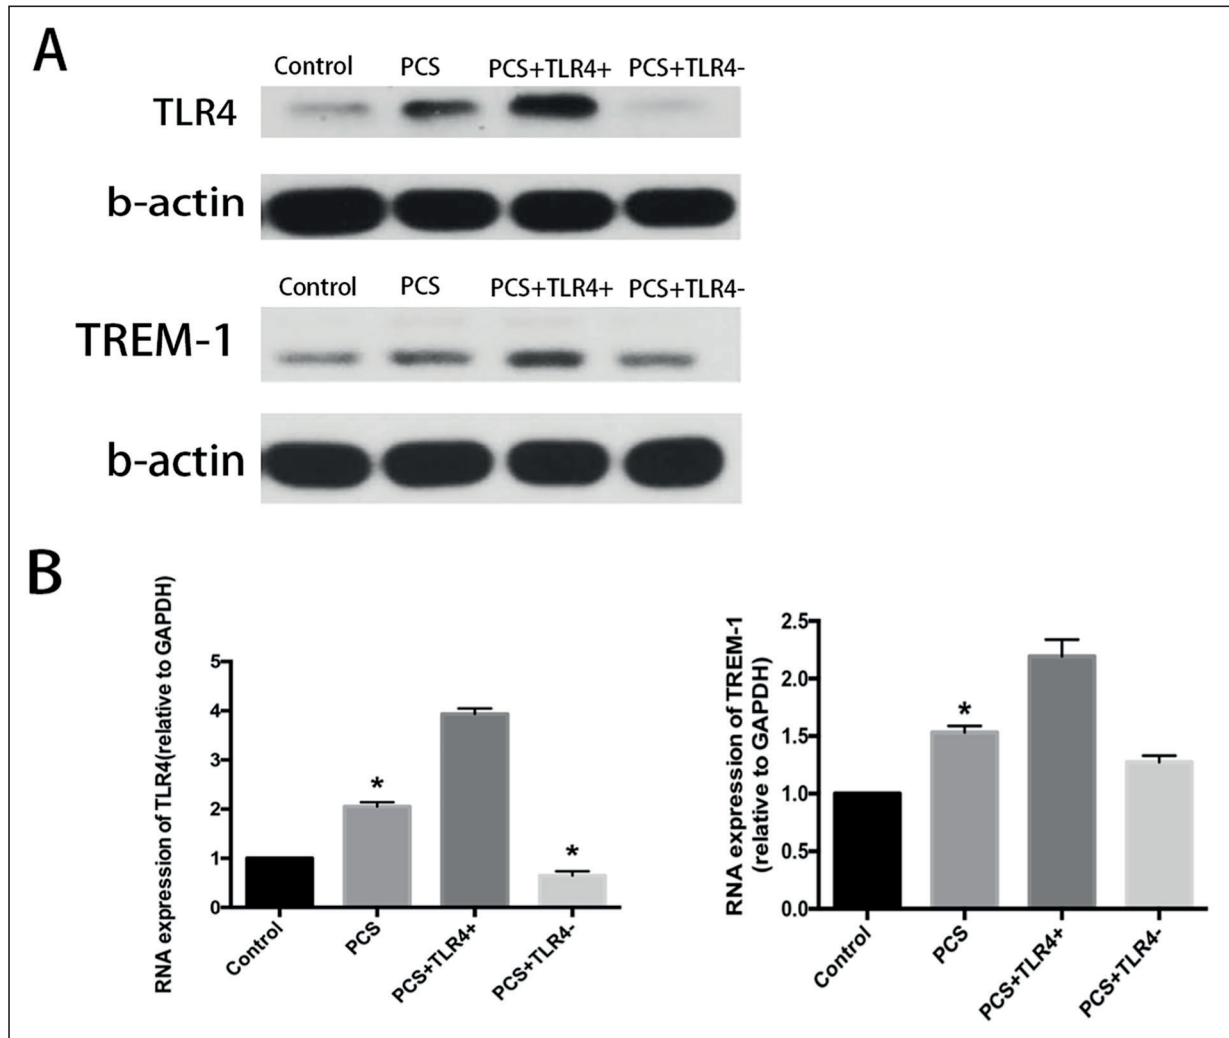 A
Control PCS PCS+TLR4+ PCS+TLR4-
TLR4
b-actin
Control PCS PCS+TLR4+ PCS+TLR4-
TREM-1
b-actin
B
RNA expression of TLR4(relative to GAPDH)
5
4
3
2
1
0
*
*
Control
PCS
PCS+TLR4+
PCS+TLR4-
RNA expression of TREM-1
(relative to GAPDH)
2.5
2.0
1.5
1.0
0.5
0.0
*
Control
PCS
PCS+TLR4+
PCS+TLR4-